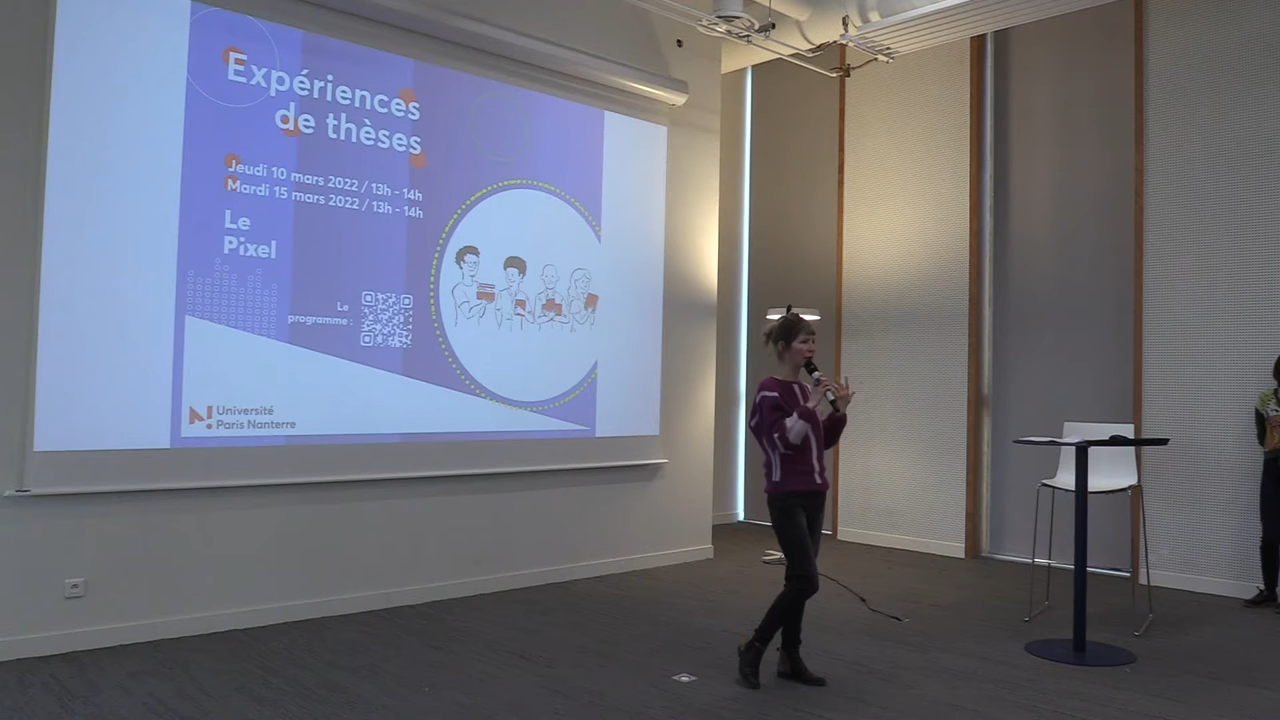 Expériences
de thèses
Jeudi 10 mars 2022 / 13h - 14h
Mardi 15 mars 2022 / 13h - 14h
Le
Pixel
Le
programme :
Université
Paris Nanterre